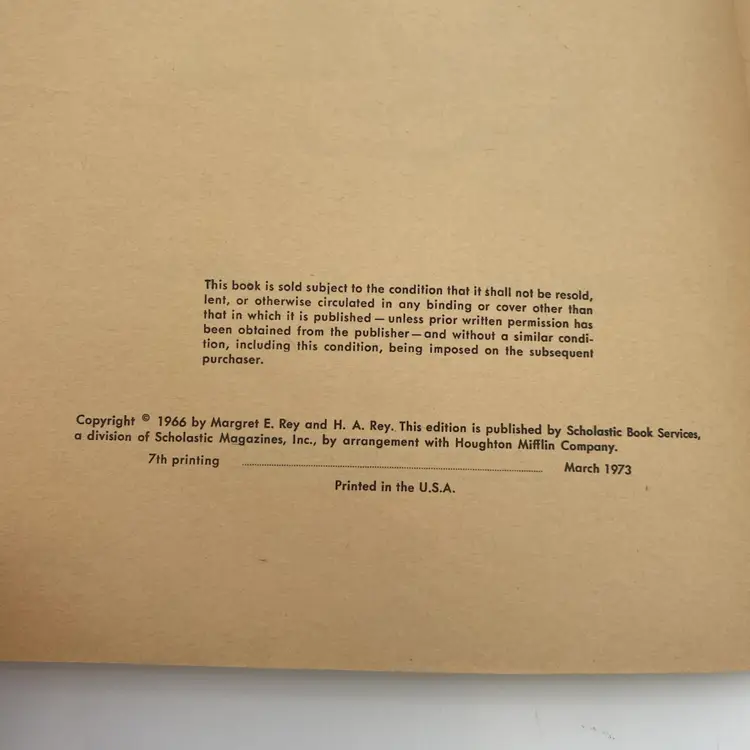 This book is sold subject to the condition that it shall not be resold,
lent, or otherwise circulated in any binding or cover other than
that in which it is published — unless prior written permission has
been obtained from the publisher — and without a similar condi-
tion, including this condition, being imposed on the subsequent
purchaser.
Copyright © 1966 by Margret E. Rey and H. A. Rey. This edition is published by Scholastic Book Services,
a division of Scholastic Magazines, Inc., by arrangement with Houghton Mifflin Company.
7th printing ........................ March 1973
Printed in the U.S.A.